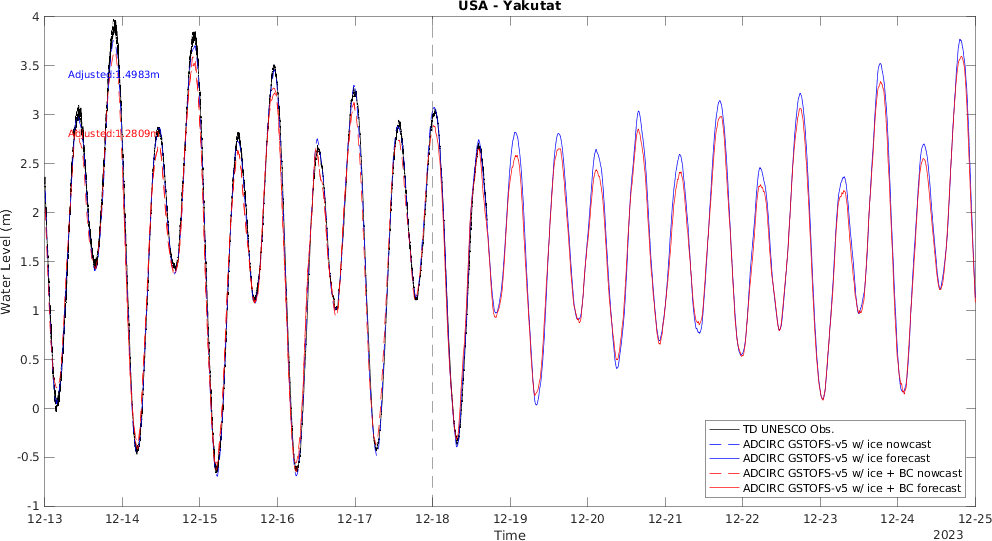 USA - Yakutat
4
3.5
3
2.5
2
1.5
1
0.5
0
-0.5
-1
Water Level (m)
Adjusted:1.4983m
Adjusted:1.2809m
TD UNESCO Obs.
ADCIRC GSTOFS-v5 w/ ice nowcast
ADCIRC GSTOFS-v5 w/ ice forecast
ADCIRC GSTOFS-v5 w/ ice + BC nowcast
ADCIRC GSTOFS-v5 w/ ice + BC forecast
12-13 12-14 12-15 12-16 12-17 12-18 12-19 12-20 12-21 12-22 12-23 12-24 12-25
Time
2023